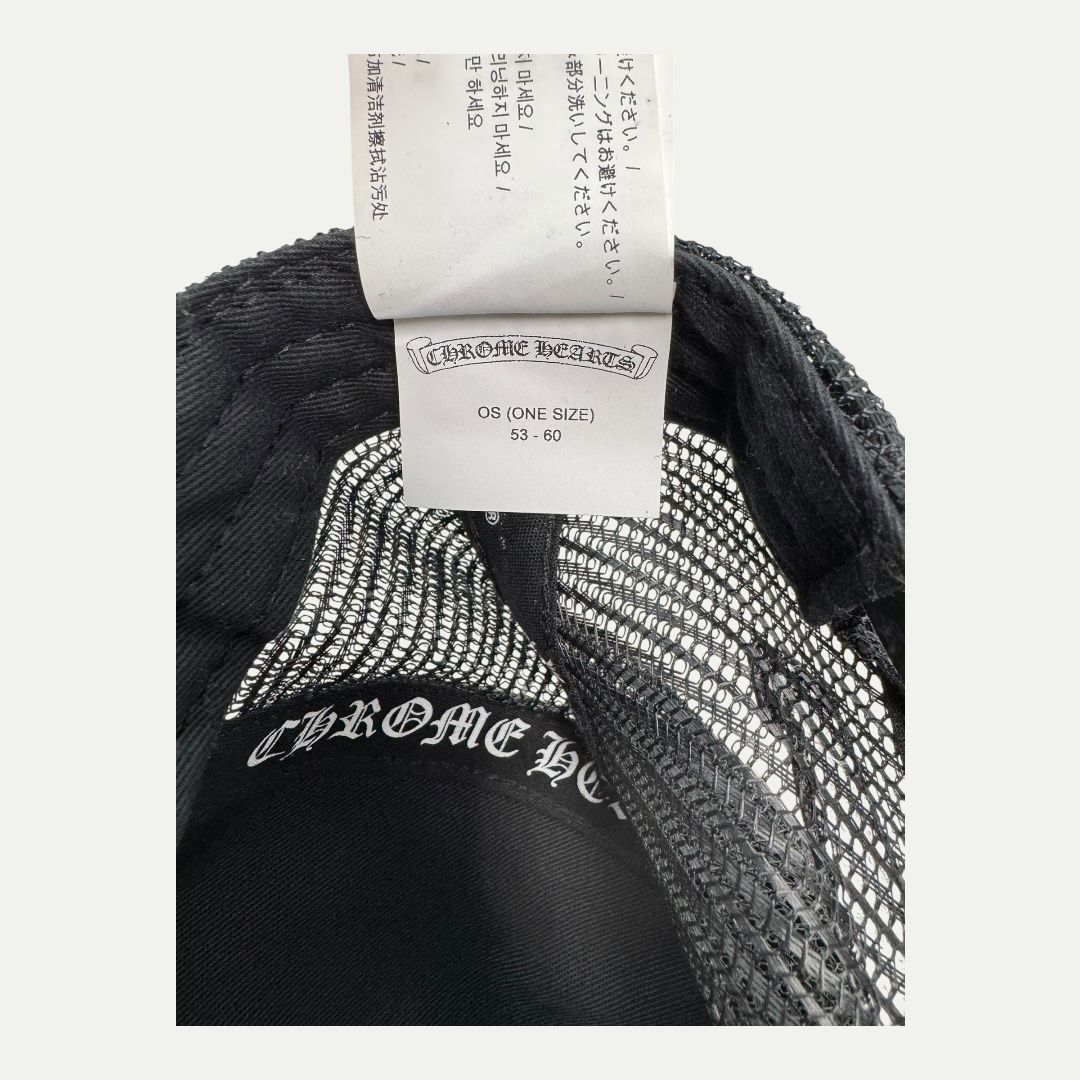 けください。/
ーニングはお避けください。/
部分洗いしてください。
지 마세요 /
리닝하지 마세요 /
만 하세요
/
/
加清洁剂擦拭沾污处
CHROME HEARTS
OS (ONE SIZE)
53 - 60
®
CHROME HE